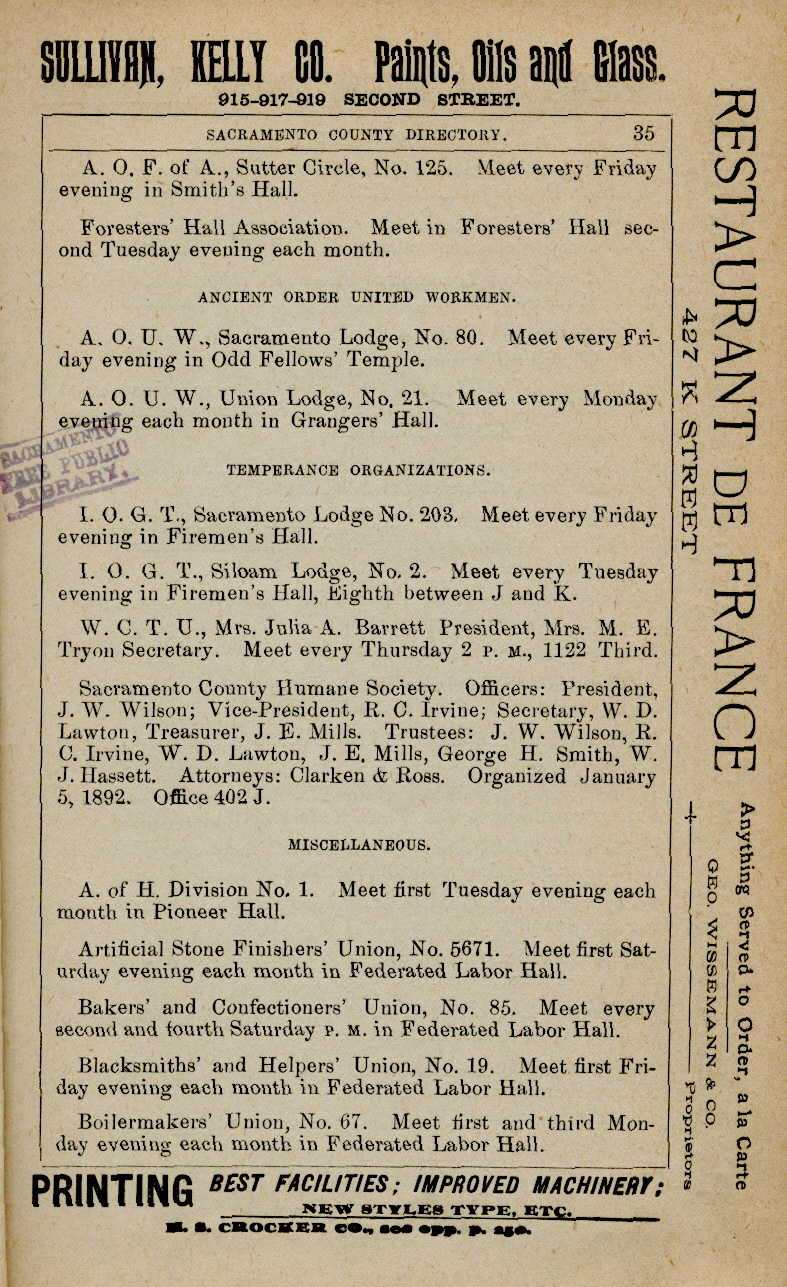 SULLIVAN, KELLY CO. Paints, Oils and Glass.
915-917-919 SECOND STREET.
SACRAMENTO COUNTY DIRECTORY. 35
A. O. F. of A., Sutter Circle, No. 125. Meet every Friday
evening in Smith's Hall.
Foresters' Hall Association. Meet in Foresters' Hall sec-
ond Tuesday evening each month.
ANCIENT ORDER UNITED WORKMEN.
A. O. U. W., Sacramento Lodge, No. 80. Meet every Fri-
day evening in Odd Fellows' Temple.
A. O. U. W., Union Lodge, No. 21. Meet every Monday
evening each month in Grangers' Hall.
SACRAMENTO
FREE PUBLIC
LIBRARY.
TEMPERANCE ORGANIZATIONS.
I. O. G. T., Sacramento Lodge No. 203. Meet every Friday
evening in Firemen's Hall.
I. O. G. T., Siloam Lodge, No. 2. Meet every Tuesday
evening in Firemen's Hall, Eighth between J and K.
W. C. T. U., Mrs. Julia A. Barrett President, Mrs. M. E.
Tryon Secretary. Meet every Thursday 2 P. M., 1122 Third.
Sacramento County Humane Society. Officers: President,
J. W. Wilson; Vice-President, R. C. Irvine; Secretary, W. D.
Lawton, Treasurer, J. E. Mills. Trustees: J. W. Wilson, R.
C. Irvine, W. D. Lawton, J. E. Mills, George H. Smith, W.
J. Hassett. Attorneys: Clarken & Ross. Organized January
5, 1892. Office 402 J.
MISCELLANEOUS.
A. of H. Division No. 1. Meet first Tuesday evening each
month in Pioneer Hall.
Artificial Stone Finishers' Union, No. 5671. Meet first Sat-
urday evening each month in Federated Labor Hall.
Bakers' and Confectioners' Union, No. 85. Meet every
second and fourth Saturday P. M. in Federated Labor Hall.
Blacksmiths' and Helpers' Union, No. 19. Meet first Fri-
day evening each month in Federated Labor Hall.
Boilermakers' Union, No. 67. Meet first and third Mon-
day evening each month in Federated Labor Hall.
PRINTING BEST FACILITIES; IMPROVED MACHINERY;
NEW STYLES TYPE, ETC.
H. S. CROCKER CO., see opp. p. 250.
RESTAURANT DE FRANCE
427 K STREET
Anything Served to Order, a la Carte
GEO. WISSEMANN & CO.
Proprietors